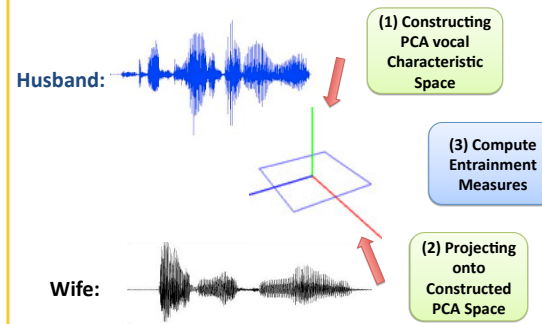 (1) Constructing
PCA vocal
Characteristic
Space
Husband:
(3) Compute
Entrainment
Measures
(2) Projecting
onto
Constructed
PCA Space
Wife: